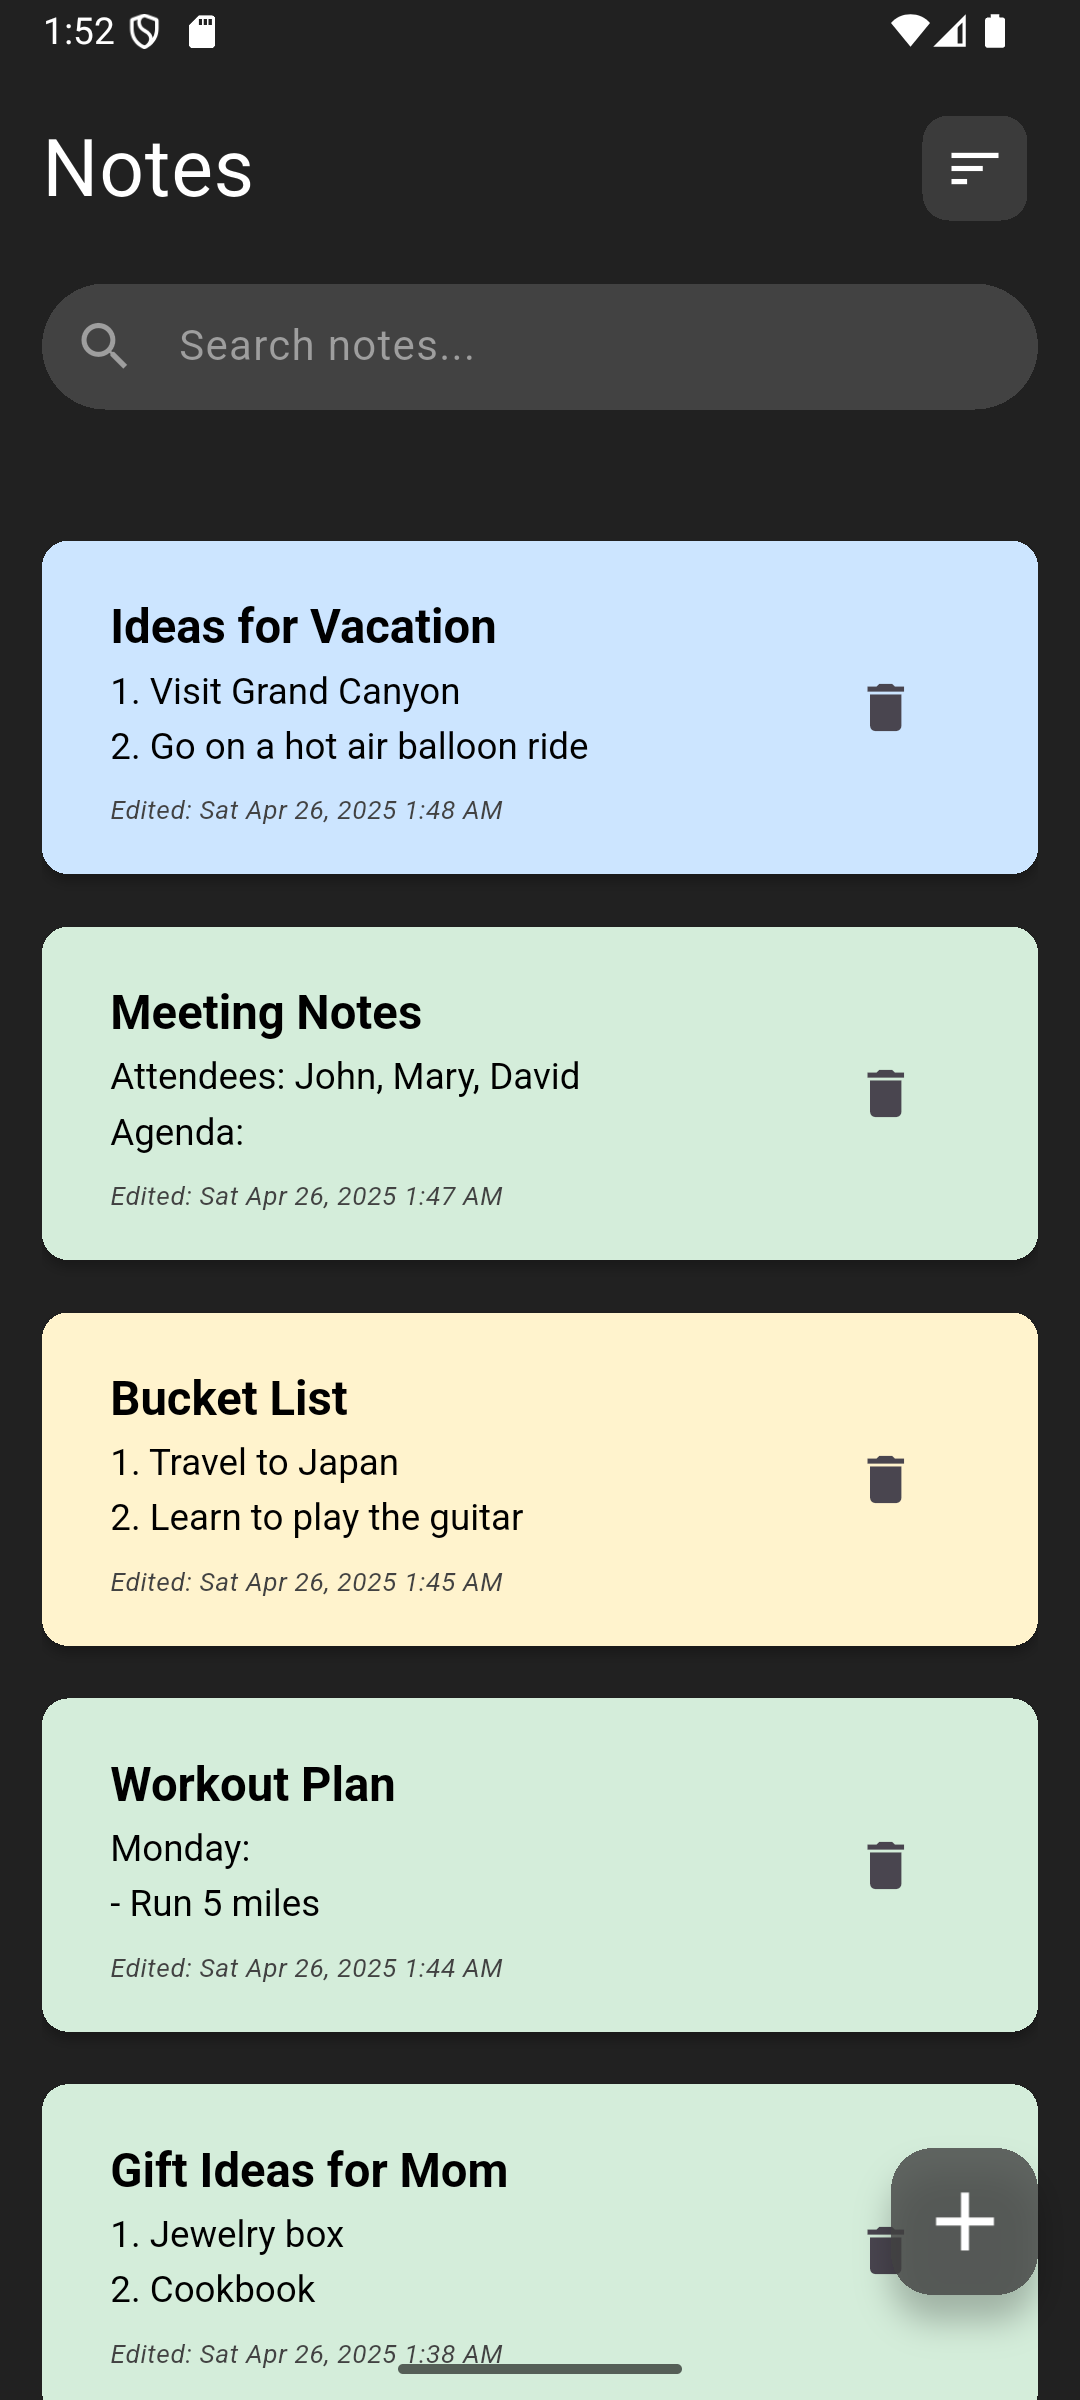 1:52
Notes
Search notes...
Ideas for Vacation
1. Visit Grand Canyon
2. Go on a hot air balloon ride
Edited: Sat Apr 26, 2025 1:48 AM
Meeting Notes
Attendees: John, Mary, David
Agenda:
Edited: Sat Apr 26, 2025 1:47 AM
Bucket List
1. Travel to Japan
2. Learn to play the guitar
Edited: Sat Apr 26, 2025 1:45 AM
Workout Plan
Monday:
- Run 5 miles
Edited: Sat Apr 26, 2025 1:44 AM
Gift Ideas for Mom
1. Jewelry box
2. Cookbook
Edited: Sat Apr 26, 2025 1:38 AM